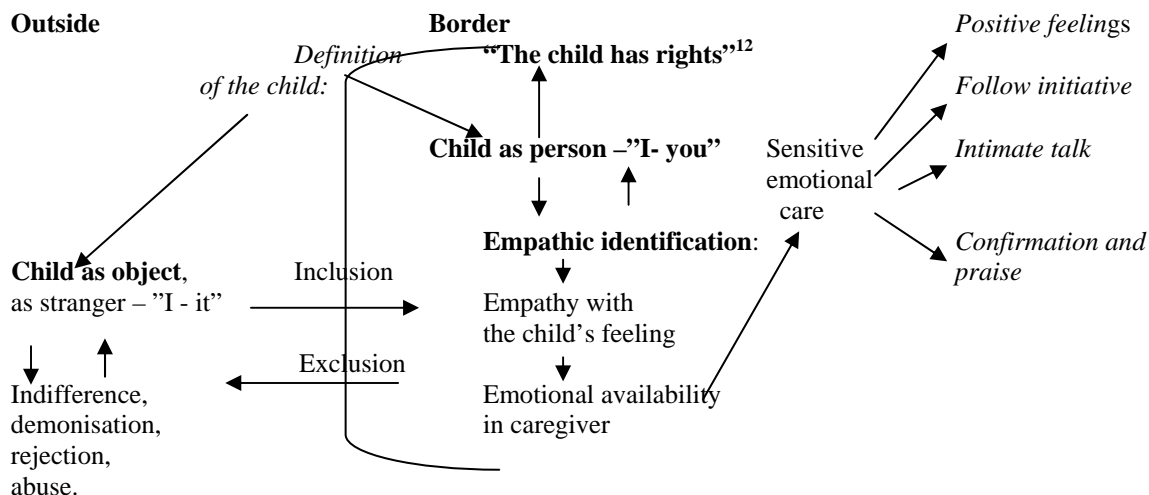 Outside
Border
Positive feelings
"The child has rights"12
Definition
of the child:
Follow initiative
Child as person –"I- you"
Sensitive
emotional
care
Intimate talk
Empathic identification:
Confirmation and
praise
Child as object,
as stranger – "I - it"
Inclusion
Empathy with
the child's feeling
Exclusion
Indifference,
demonisation,
rejection,
abuse.
Emotional availability
in caregiver